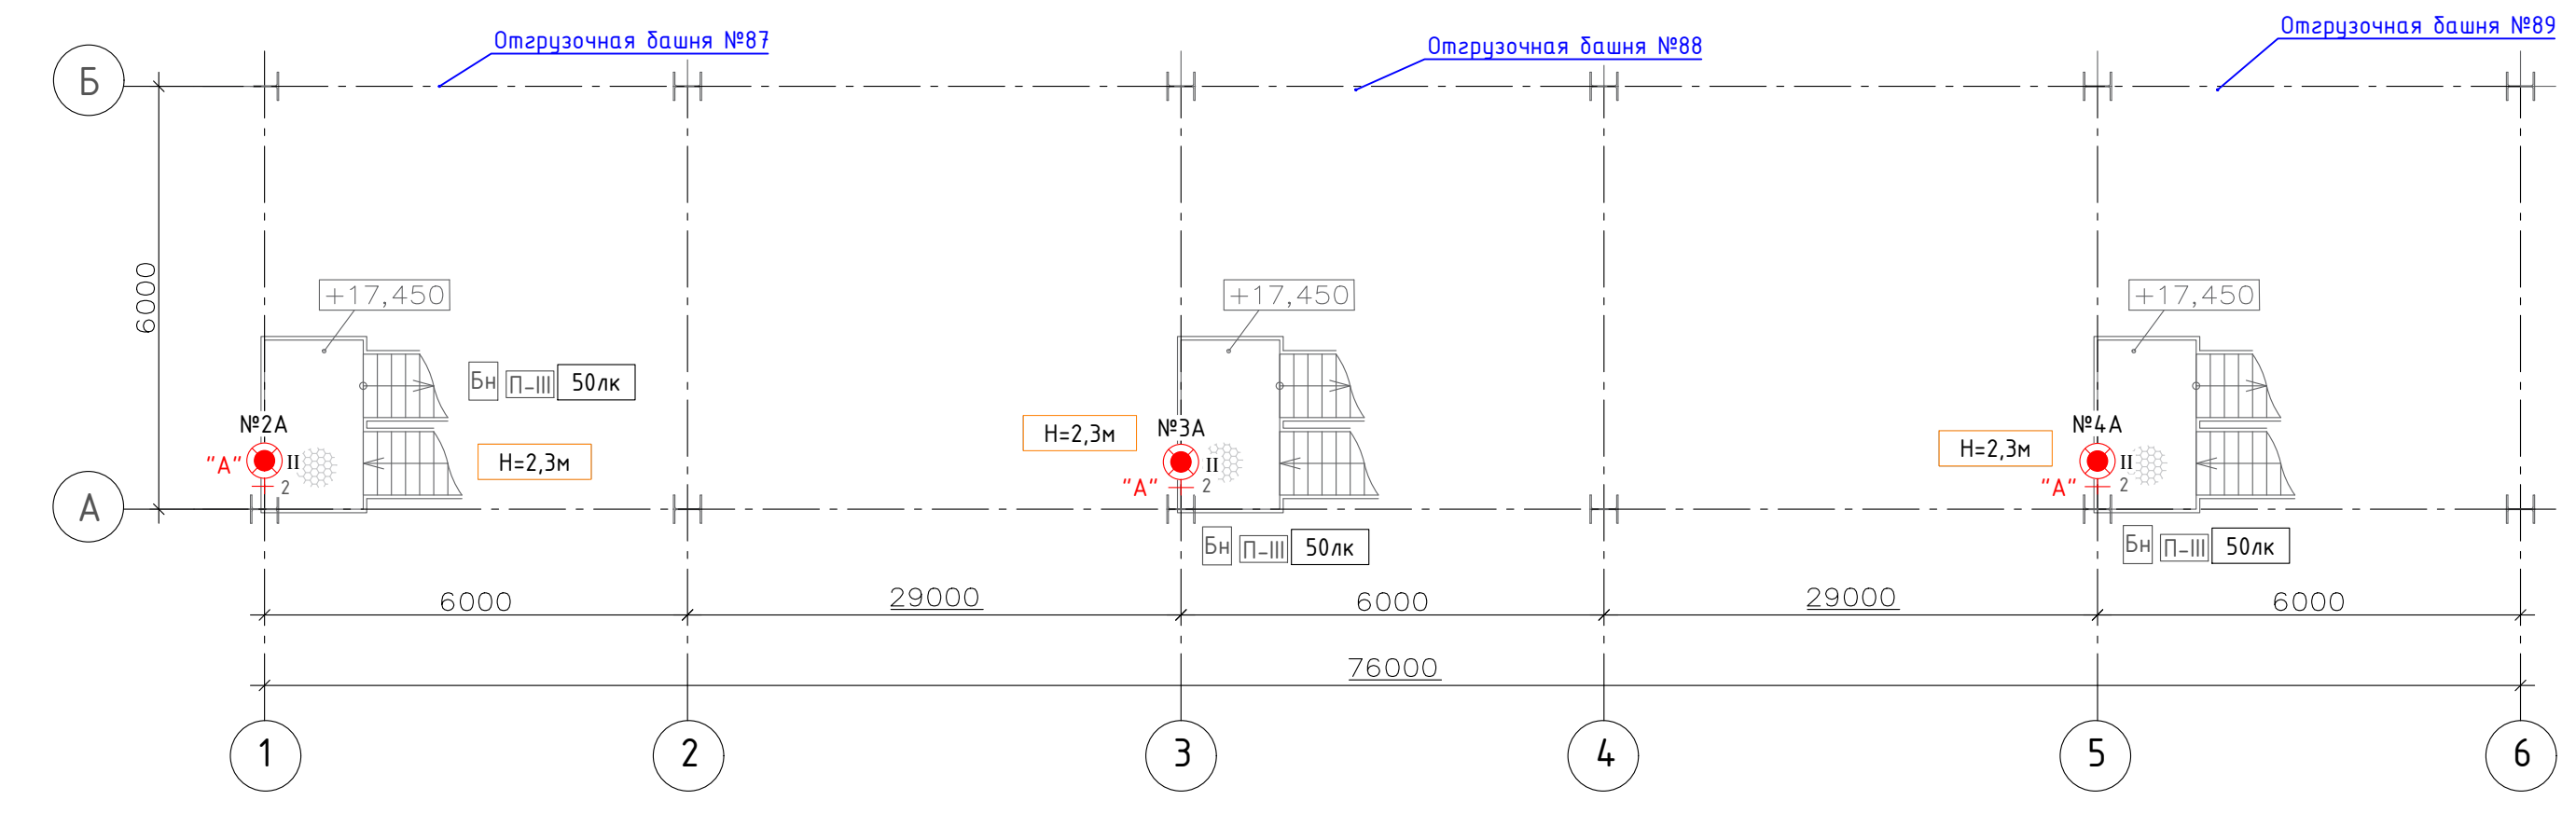 Отгрузочная башня №87
Отгрузочная башня №88
Отгрузочная башня №89
Б
6000
+17,450
+17,450
+17,450
Бн П-III 50лк
№2А
"А" II
2
Н=2,3м
Н=2,3м
№3А
II
"А" 2
Н=2,3м
№4А
II
"А" 2
А
Бн П-III 50лк
Бн П-III 50лк
6000
29000
6000
29000
6000
76000
1
2
3
4
5
6